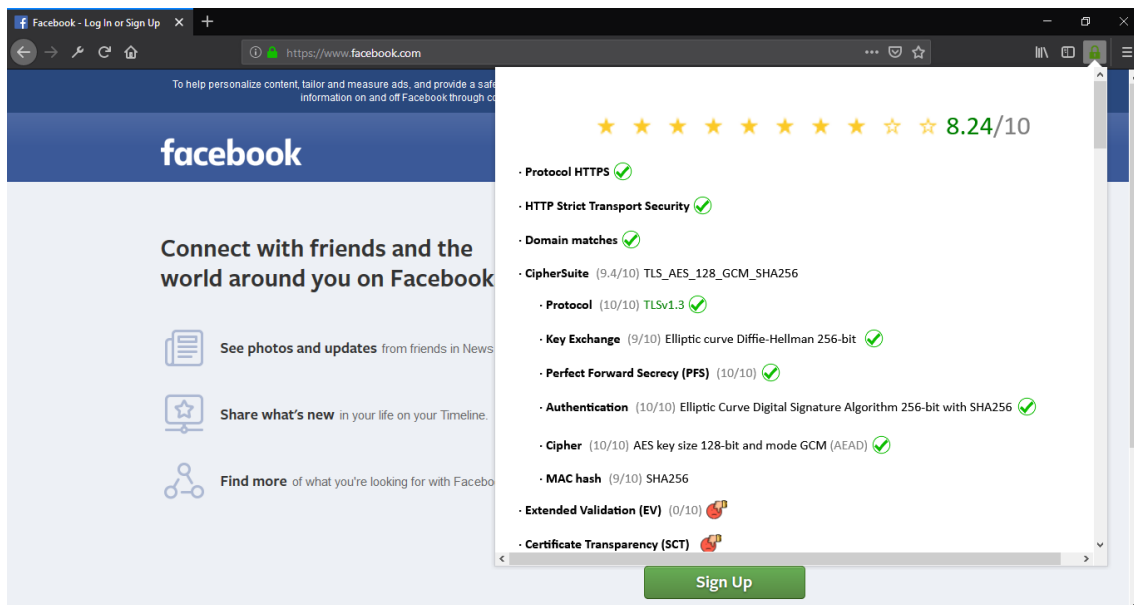 Facebook - Log In or Sign Up
https://www.facebook.com
To help personalize content, tailor and measure ads, and provide a safe
information on and off Facebook through co
facebook
Connect with friends and the
world around you on Facebook
See photos and updates from friends in News
Share what's new in your life on your Timeline.
Find more of what you're looking for with Facebo
8.24/10
· Protocol HTTPS
· HTTP Strict Transport Security
· Domain matches
· CipherSuite (9.4/10) TLS_AES_128_GCM_SHA256
· Protocol (10/10) TLSv1.3
· Key Exchange (9/10) Elliptic curve Diffie-Hellman 256-bit
· Perfect Forward Secrecy (PFS) (10/10)
· Authentication (10/10) Elliptic Curve Digital Signature Algorithm 256-bit with SHA256
· Cipher (10/10) AES key size 128-bit and mode GCM (AEAD)
· MAC hash (9/10) SHA256
· Extended Validation (EV) (0/10)
· Certificate Transparency (SCT)
Sign Up